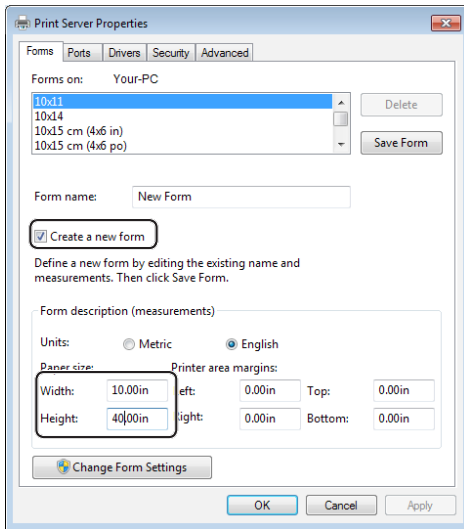 Print Server Properties
Forms Ports Drivers Security Advanced
Forms on: Your-PC
10x11
10x14
10x15 cm (4x6 in)
10x15 cm (4x6 po)
Delete
Save Form
Form name: New Form
Create a new form
Define a new form by editing the existing name and
measurements. Then click Save Form.
Form description (measurements)
Units: Metric English
Paper size: Printer area margins:
Width: 10.00in Left: 0.00in Top: 0.00in
Height: 40.00in Right: 0.00in Bottom: 0.00in
Change Form Settings
OK Cancel Apply